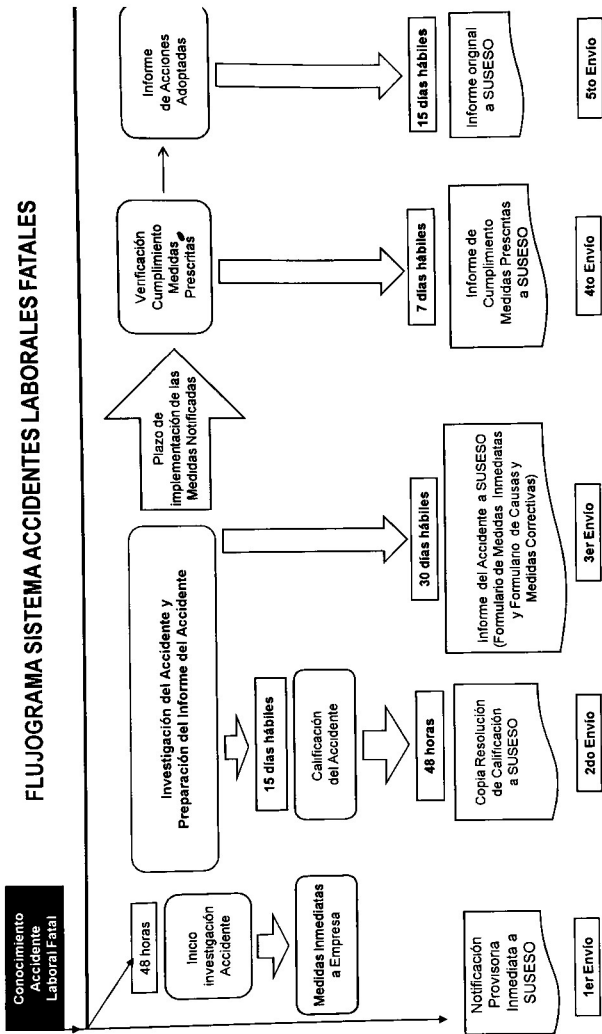 FLUJOGRAMA SISTEMA ACCIDENTES LABORALES FATALES
Conocimiento
Accidente
Laboral Fatal
48 horas
Inicio
investigación
Accidente
Medidas Inmediatas
a Empresa
Notificación
Provisoria
Inmediata a
SUSESO
1er Envío
Investigación del Accidente y
Preparación del Informe del Accidente
15 días hábiles
Calificación
del Accidente
48 horas
Copia Resolución
de Calificación
a SUSESO
2do Envío
30 días hábiles
Informe del Accidente a SUSESO
(Formulario de Medidas Inmediatas
y Formulario de Causas y
Medidas Correctivas)
3er Envío
Plazo de
implementación de las
Medidas Notificadas
Verificación
Cumplimiento
Medidas
Prescritas
7 días hábiles
Informe de
Cumplimiento
Medidas Prescritas
a SUSESO
4to Envío
Informe
de Acciones
Adoptadas
15 días hábiles
Informe original
a SUSESO
5to Envío